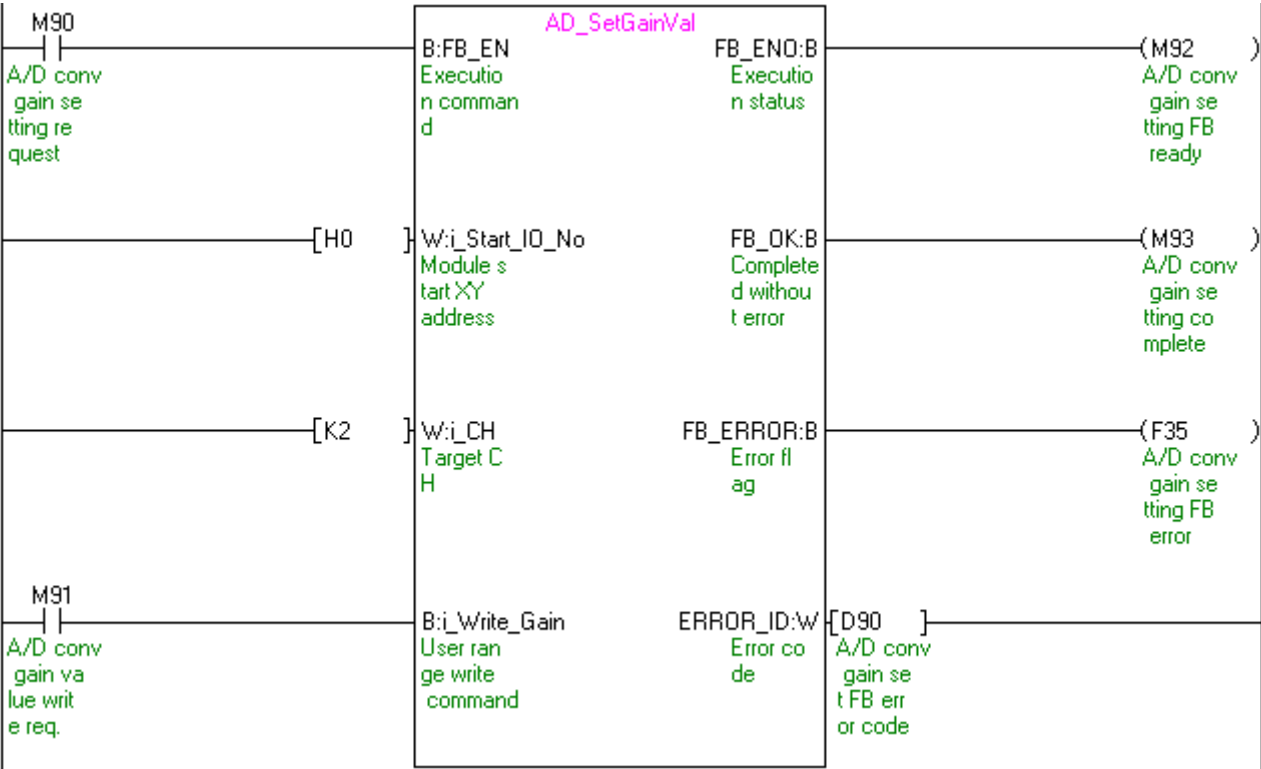 M90
A/D conv
gain se
tting re
quest
AD_SetGainVal
B:FB_EN
Executio
n comman
d
FB_ENO:B
Executio
n status
(M92 )
A/D conv
gain se
tting FB
ready
[H0 ]
W:i_Start_IO_No
Module s
tart XY
address
FB_OK:B
Complete
d withou
t error
(M93 )
A/D conv
gain se
tting co
mplete
[K2 ]
W:i_CH
Target C
H
FB_ERROR:B
Error fl
ag
(F35 )
A/D conv
gain se
tting FB
error
M91
A/D conv
gain va
lue writ
e req.
B:i_Write_Gain
User ran
ge write
command
ERROR_ID:W
Error co
de
[D90 ]
A/D conv
gain se
t FB err
or code